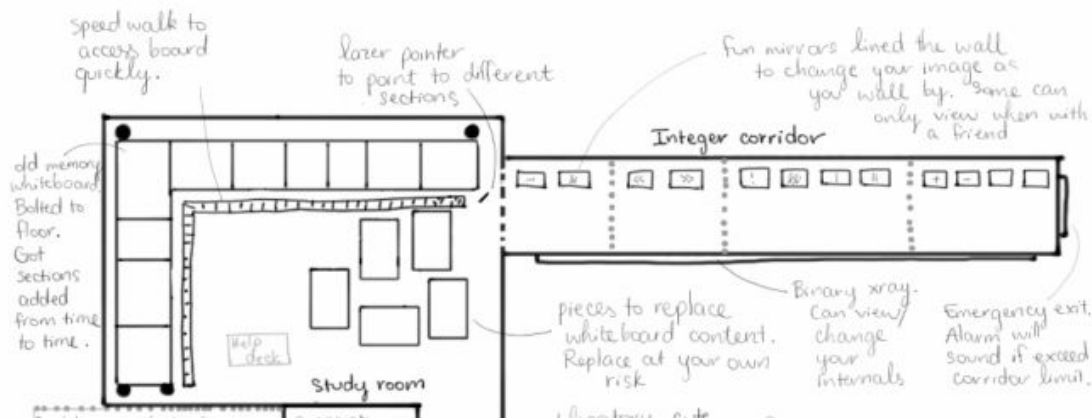 speed walk to
access board
quickly.
lazer pointer
to point to different
sections
Fun mirrors lined the wall
to change your image as
you wall by. Some can
only view when with
a friend
Integer corridor
old memory
whiteboard.
Bolted to
floor.
Got
sections
added
from time
to time.
<< >>
! >> | ||
+ -
Help
desk
pieces to replace
whiteboard content.
Replace at your own
risk
Binary xray.
Can view/
change
your
internals
Emergency exit.
Alarm will
sound if exceed
corridor limit.
Study room